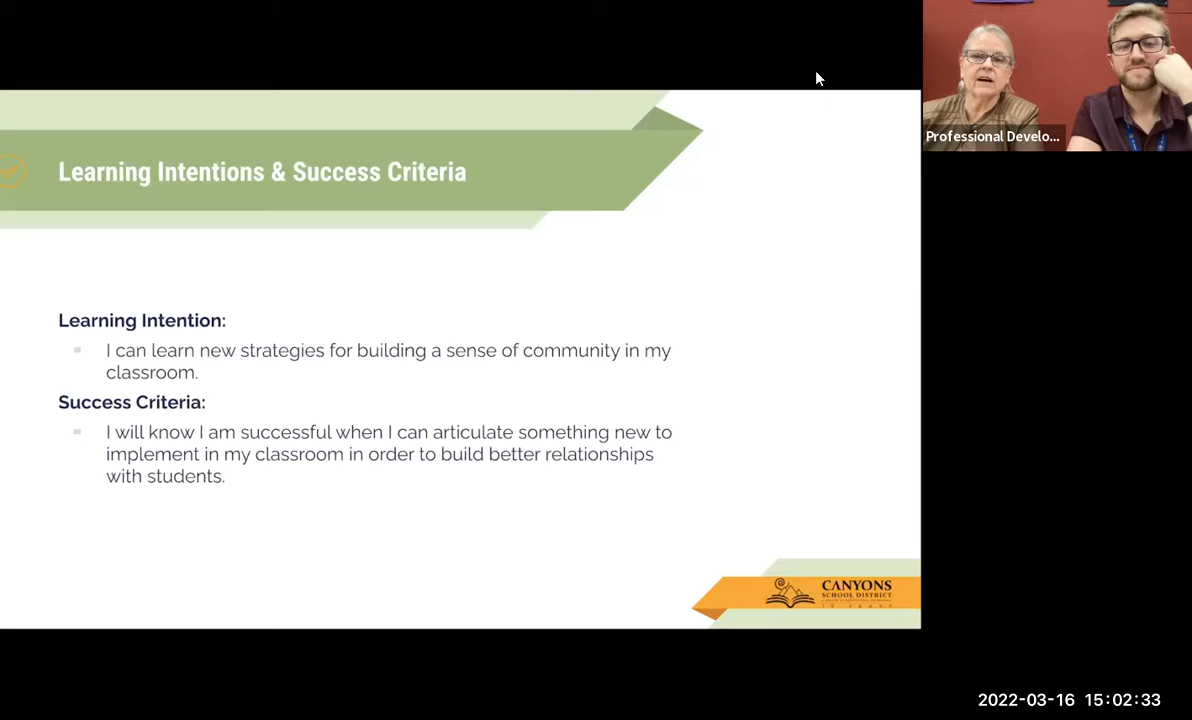 Professional Develo...
Learning Intentions & Success Criteria
Learning Intention:
I can learn new strategies for building a sense of community in my
classroom.
Success Criteria:
I will know I am successful when I can articulate something new to
implement in my classroom in order to build better relationships
with students.
CANYONS
SCHOOL DISTRICT
2022-03-16 15:02:33